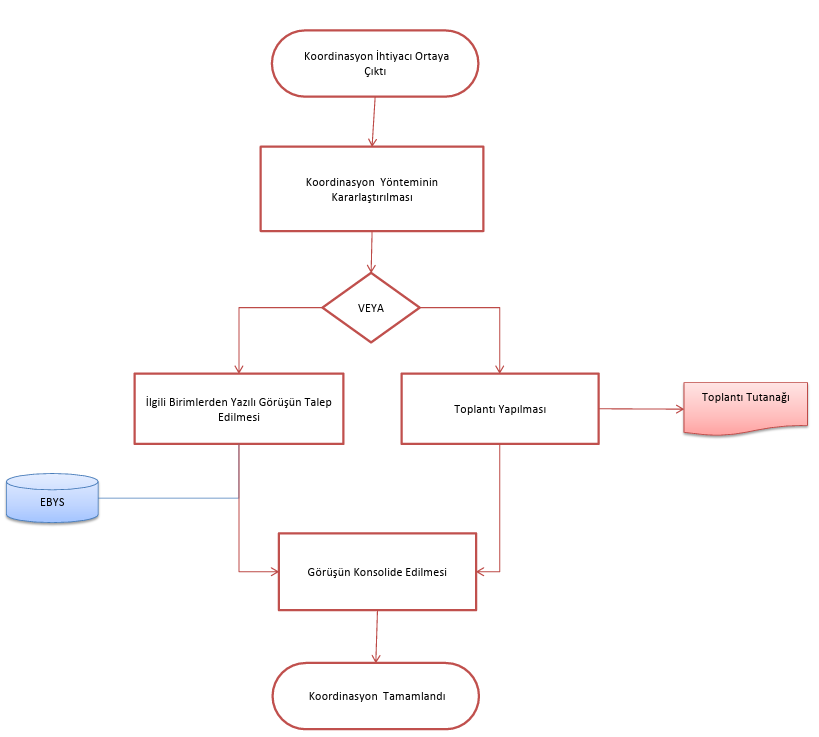 Koordinasyon İhtiyacı Ortaya
Çıktı
Koordinasyon Yönteminin
Kararlaştırılması
VEYA
İlgili Birimlerden Yazılı Görüşün Talep
Edilmesi
Toplantı Yapılması
Toplantı Tutanağı
EBYS
Görüşün Konsolide Edilmesi
Koordinasyon Tamamlandı